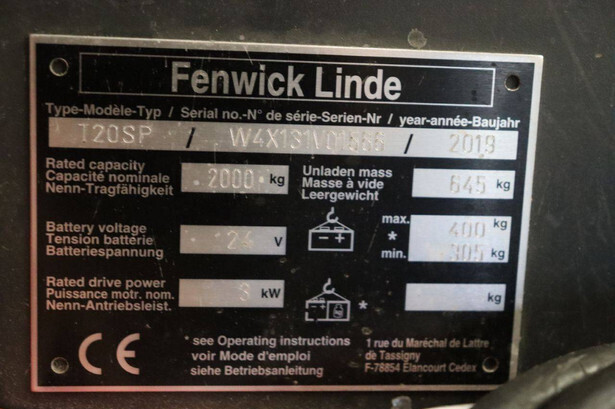 Fenwick Linde
Type-Modèle-Typ / Serial no.-N° de série-Serien-Nr / year-année-Baujahr
T20SP / / 2019
Rated capacity
Capacité nominale
Nenn-Tragfähigkeit
2000 kg
Unladen mass
Masse à vide
Leergewicht
645 kg
Battery voltage
Tension batterie
Batteriespannung
24 V
max. 400 kg
*
min. 305 kg
Rated drive power
Puissance motr. nom.
Nenn-Antriebsleist.
3 kW
* kg
CE
* see Operating instructions
voir Mode d'emploi
siehe Betriebsanleitung
1 rue du Maréchal de Lattre
de Tassigny
F-78854 Elancourt Cedex